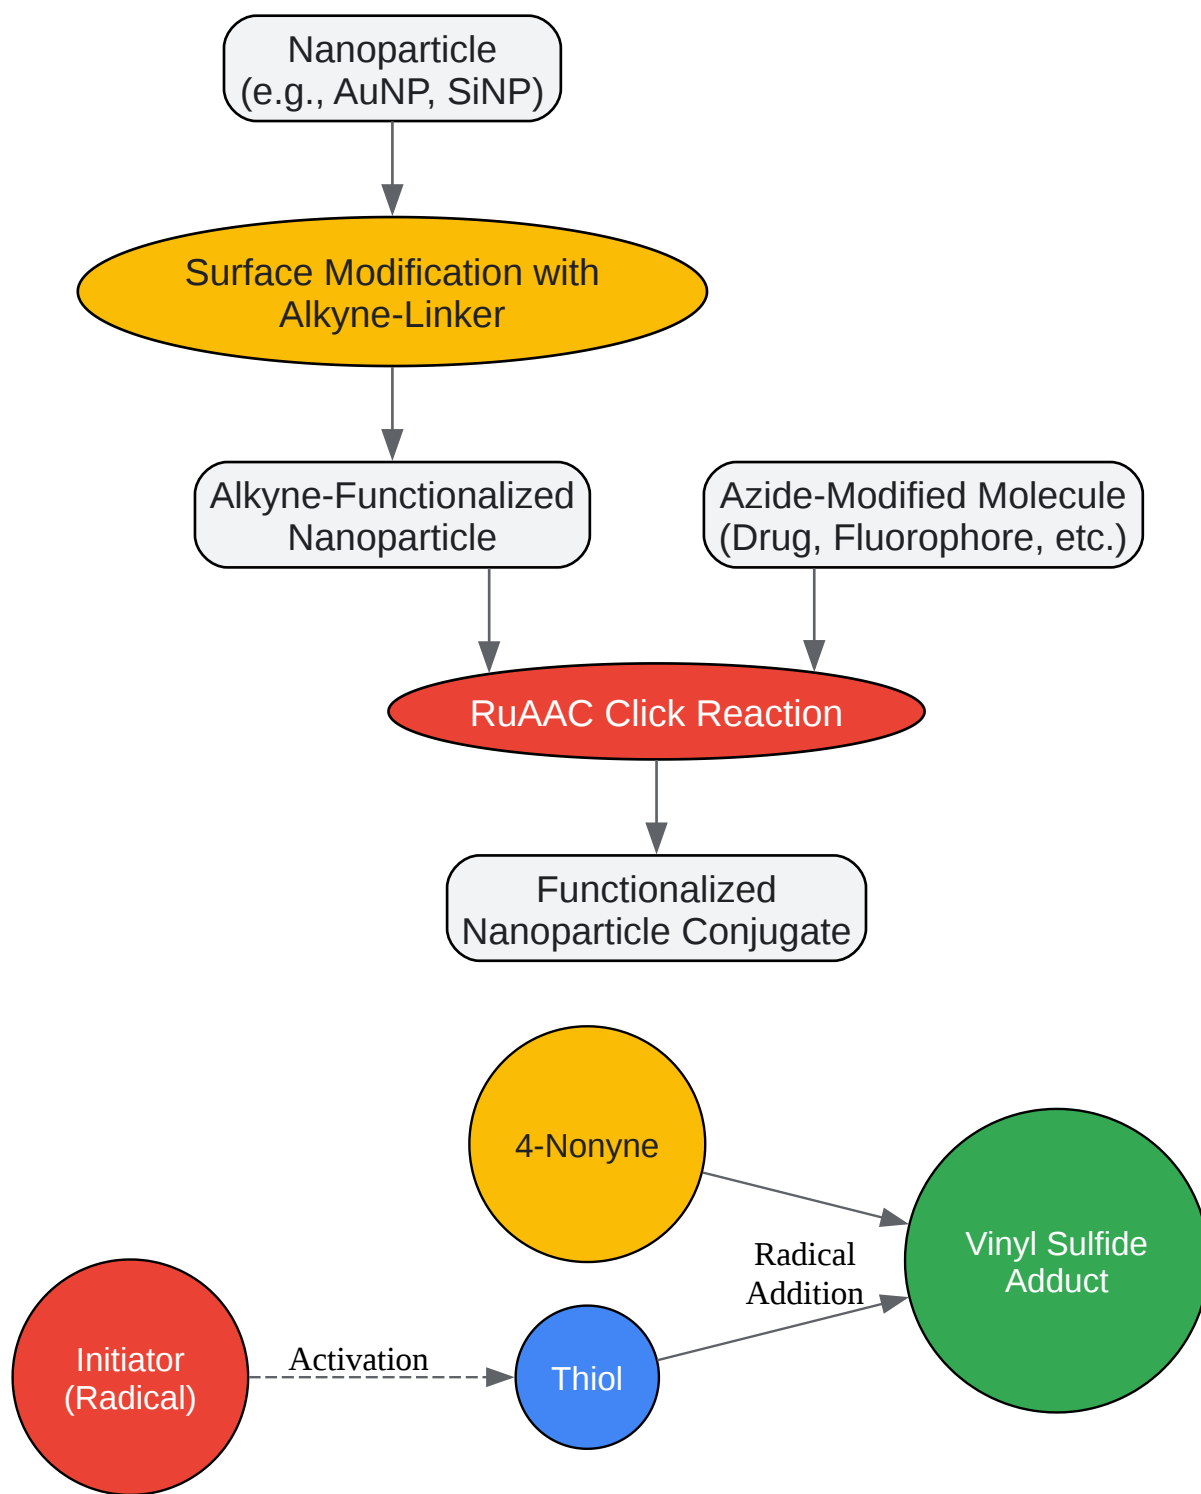 Nanoparticle
(e.g., AuNP, SiNP)
Surface Modification with
Alkyne-Linker
Alkyne-Functionalized
Nanoparticle
Azide-Modified Molecule
(Drug, Fluorophore, etc.)
RuAAC Click Reaction
Functionalized
Nanoparticle Conjugate
4-Nonyne
Radical
Addition
Vinyl Sulfide
Adduct
Initiator
(Radical)
Activation
Thiol